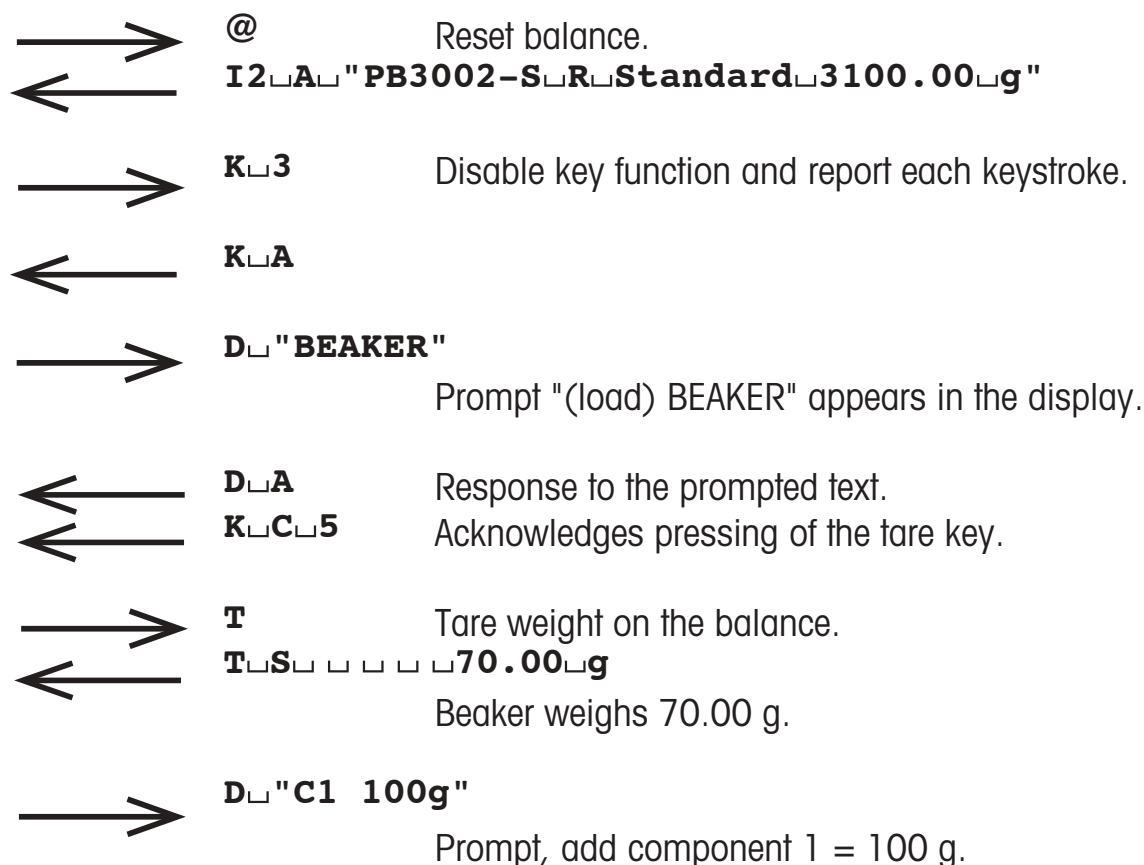 @ Reset balance.
I2␣A␣"PB3002-S␣R␣Standard␣3100.00␣g"
K␣3 Disable key function and report each keystroke.
K␣A
D␣"BEAKER"
Prompt "(load) BEAKER" appears in the display.
D␣A Response to the prompted text.
K␣C␣5 Acknowledges pressing of the tare key.
T Tare weight on the balance.
T␣S␣ ␣ ␣ ␣ ␣70.00␣g
Beaker weighs 70.00 g.
D␣"C1 100g"
Prompt, add component 1 = 100 g.